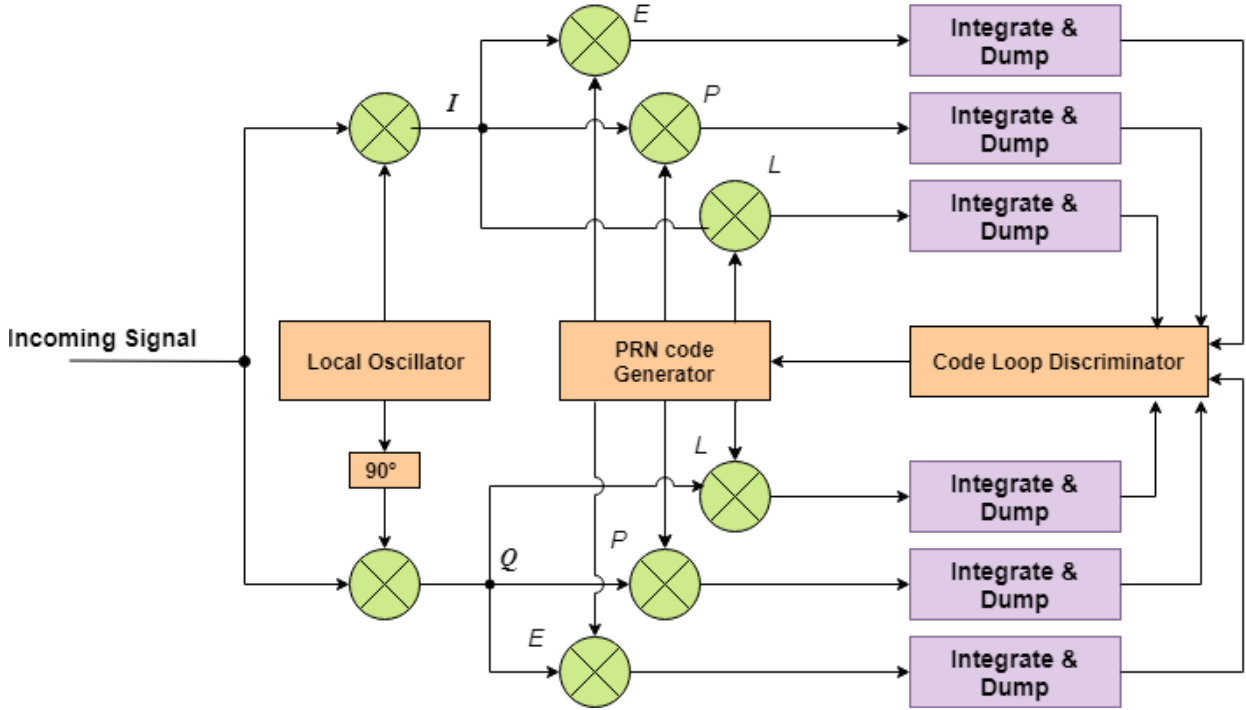 E
Integrate &
Dump
I
P
Integrate &
Dump
L
Integrate &
Dump
Incoming Signal
Local Oscillator
PRN code
Generator
Code Loop Discriminator
90°
L
Integrate &
Dump
Q
P
Integrate &
Dump
E
Integrate &
Dump